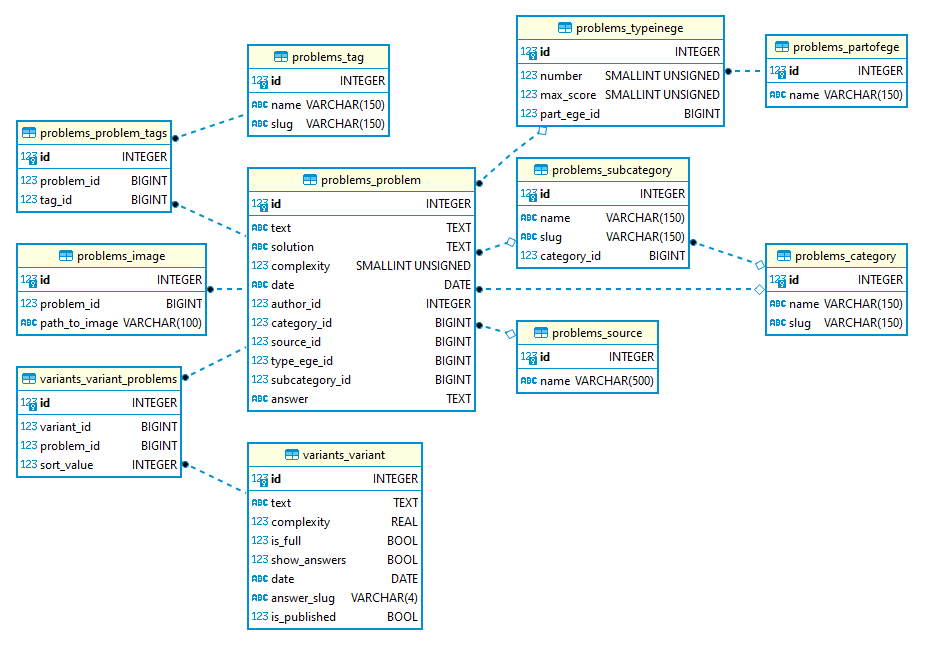 problems_tag
123 id INTEGER
ABC name VARCHAR(150)
ABC slug VARCHAR(150)
problems_problem_tags
123 id INTEGER
123 problem_id BIGINT
123 tag_id BIGINT
problems_image
123 id INTEGER
123 problem_id BIGINT
ABC path_to_image VARCHAR(100)
variants_variant_problems
123 id INTEGER
123 variant_id BIGINT
123 problem_id BIGINT
123 sort_value INTEGER
problems_problem
123 id INTEGER
ABC text TEXT
ABC solution TEXT
123 complexity SMALLINT UNSIGNED
ABC date DATE
123 author_id INTEGER
123 category_id BIGINT
123 source_id BIGINT
123 type_ege_id BIGINT
123 subcategory_id BIGINT
ABC answer TEXT
variants_variant
123 id INTEGER
ABC text TEXT
123 complexity REAL
123 is_full BOOL
123 show_answers BOOL
ABC date DATE
ABC answer_slug VARCHAR(4)
123 is_published BOOL
problems_typeinege
123 id INTEGER
123 number SMALLINT UNSIGNED
123 max_score SMALLINT UNSIGNED
123 part_ege_id BIGINT
problems_subcategory
123 id INTEGER
ABC name VARCHAR(150)
ABC slug VARCHAR(150)
123 category_id BIGINT
problems_source
123 id INTEGER
ABC name VARCHAR(500)
problems_partofege
123 id INTEGER
ABC name VARCHAR(150)
problems_category
123 id INTEGER
ABC name VARCHAR(150)
ABC slug VARCHAR(150)